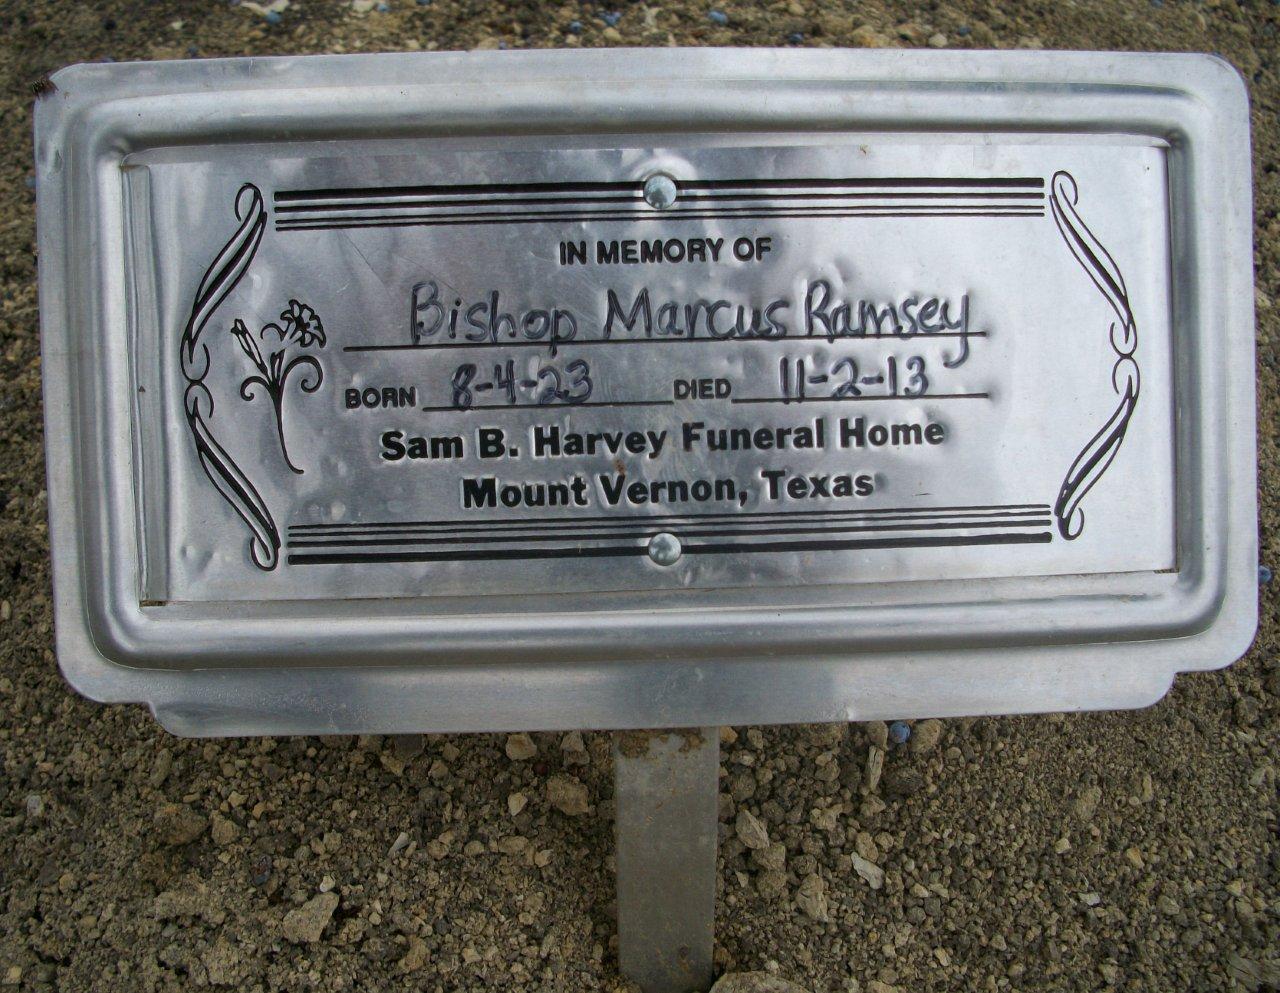 IN MEMORY OF
Bishop Marcus Ramsey
BORN 8-4-23 DIED 11-2-13
Sam B. Harvey Funeral Home
Mount Vernon, Texas